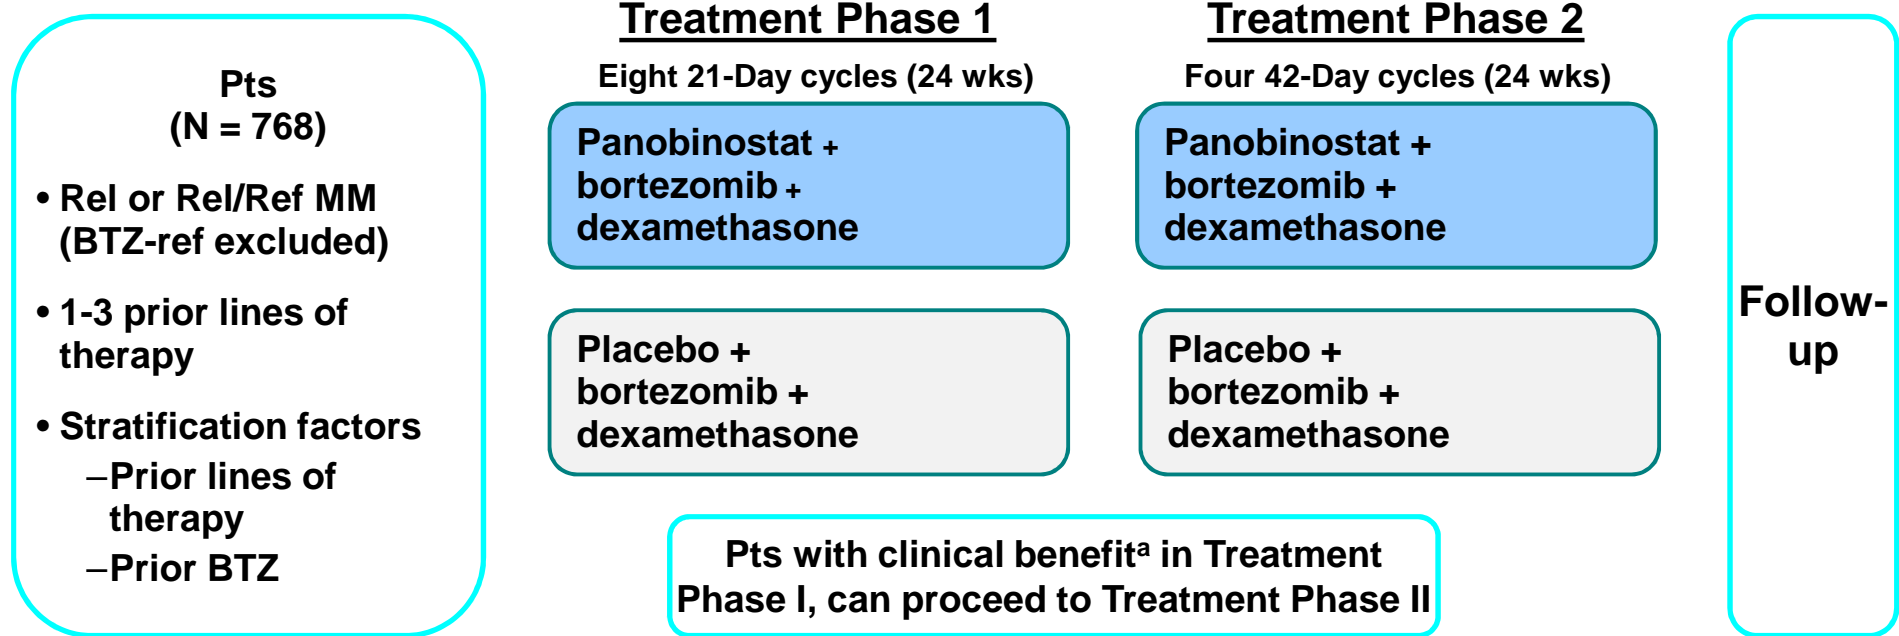 Pts
(N = 768)
• Rel or Rel/Ref MM
(BTZ-ref excluded)
• 1-3 prior lines of
therapy
• Stratification factors
–Prior lines of
therapy
–Prior BTZ
Treatment Phase 1
Eight 21-Day cycles (24 wks)
Panobinostat +
bortezomib +
dexamethasone
Placebo +
bortezomib +
dexamethasone
Treatment Phase 2
Four 42-Day cycles (24 wks)
Panobinostat +
bortezomib +
dexamethasone
Placebo +
bortezomib +
dexamethasone
Pts with clinical benefitᵃ in Treatment
Phase I, can proceed to Treatment Phase II
Follow-
up